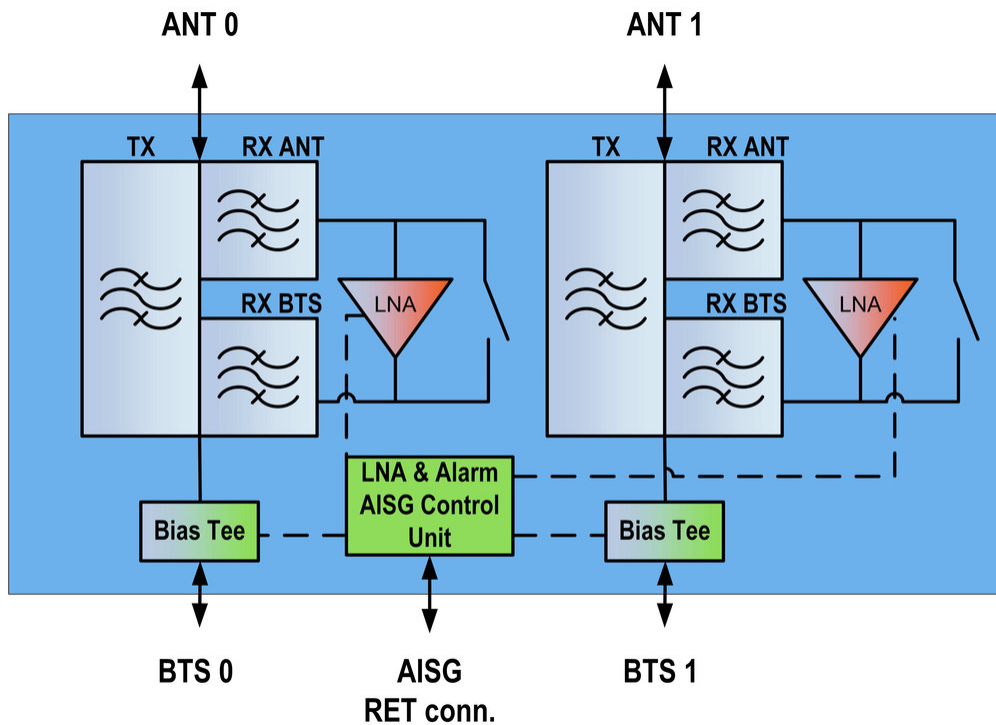 ANT 0
ANT 1
TX
RX ANT
TX
RX ANT
RX BTS
LNA
RX BTS
LNA
LNA & Alarm
AISG Control
Unit
Bias Tee
Bias Tee
BTS 0
AISG
RET conn.
BTS 1